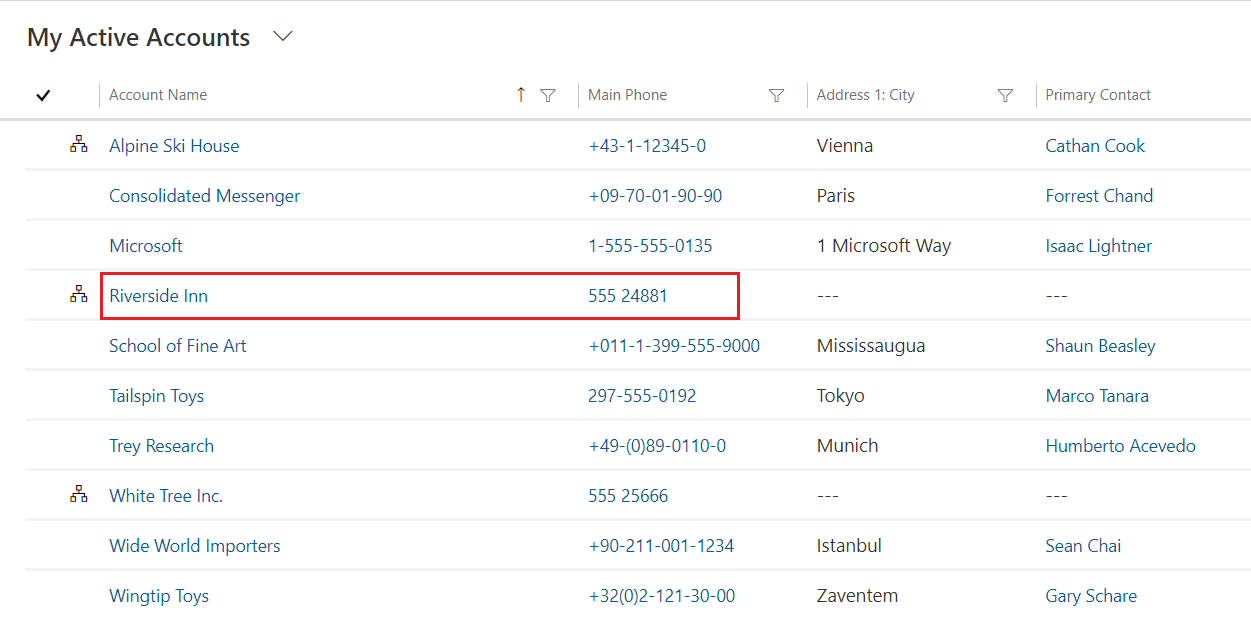 My Active Accounts
Account Name Main Phone Address 1: City Primary Contact
Alpine Ski House +43-1-12345-0 Vienna Cathan Cook
Consolidated Messenger +09-70-01-90-90 Paris Forrest Chand
Microsoft 1-555-555-0135 1 Microsoft Way Isaac Lightner
Riverside Inn 555 24881 --- ---
School of Fine Art +011-1-399-555-9000 Mississaugua Shaun Beasley
Tailspin Toys 297-555-0192 Tokyo Marco Tanara
Trey Research +49-(0)89-0110-0 Munich Humberto Acevedo
White Tree Inc. 555 25666 --- ---
Wide World Importers +90-211-001-1234 Istanbul Sean Chai
Wingtip Toys +32(0)2-121-30-00 Zaventem Gary Schare